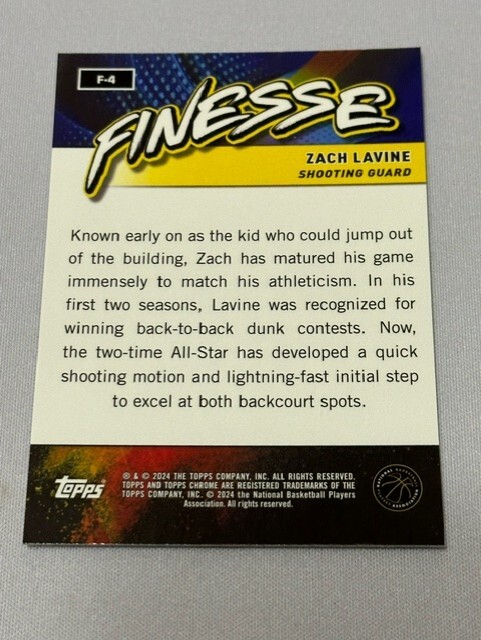 F-4
FINESSE
ZACH LAVINE
SHOOTING GUARD
Known early on as the kid who could jump out
of the building, Zach has matured his game
immensely to match his athleticism. In his
first two seasons, Lavine was recognized for
winning back-to-back dunk contests. Now,
the two-time All-Star has developed a quick
shooting motion and lightning-fast initial step
to excel at both backcourt spots.
topps
® & © 2024 THE TOPPS COMPANY, INC. ALL RIGHTS RESERVED.
TOPPS AND TOPPS CHROME ARE REGISTERED TRADEMARKS OF THE
TOPPS COMPANY, INC. © 2024 the National Basketball Players
Association. All rights reserved.
NATIONAL BASKETBALL PLAYERS ASSOCIATION